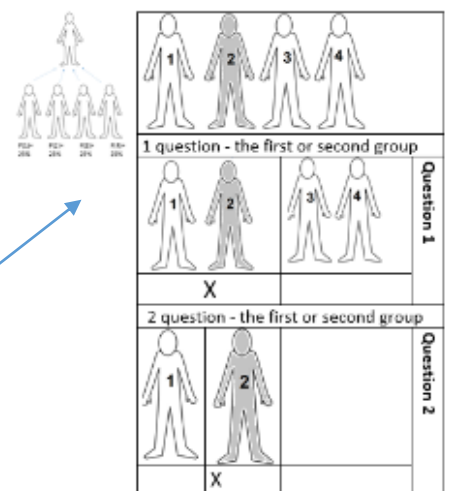 1 2 3 4
1 question - the first or second group
1 2 3 4
Question 1
X
2 question - the first or second group
1 2
Question 2
X